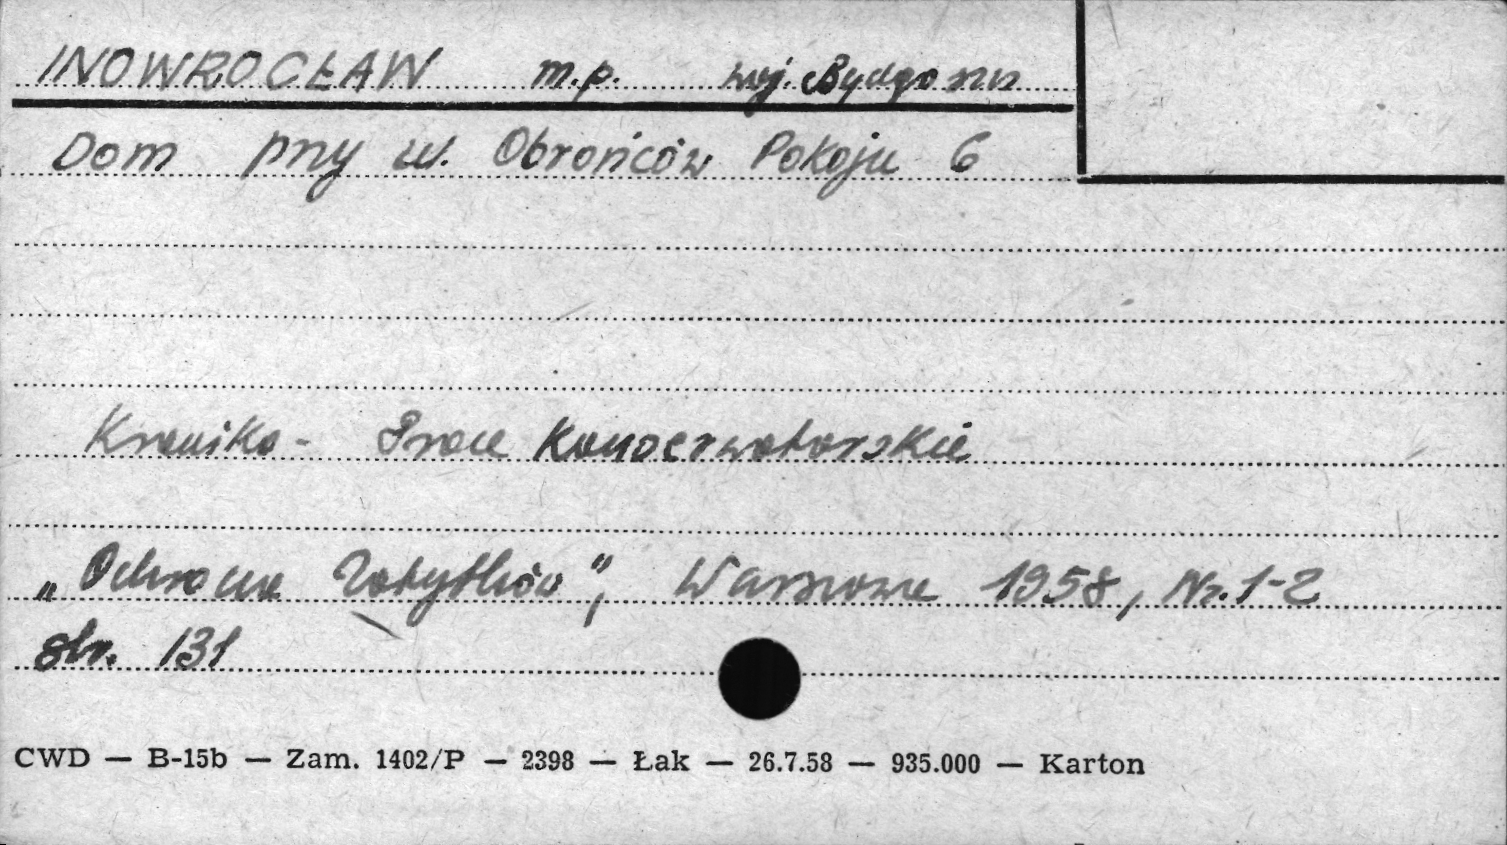 INOWROCŁAW m.p. woj. Bydgoszcz
Dom przy ul. Obrońców Pokoju 6
Kronika - Prace Konserwatorskie
„Ochrona Zabytków", Warszawa 1958, Nr. 1-2
str. 131
CWD — B-15b — Zam. 1402/P — 2398 — Łak — 26.7.58 — 935.000 — Karton